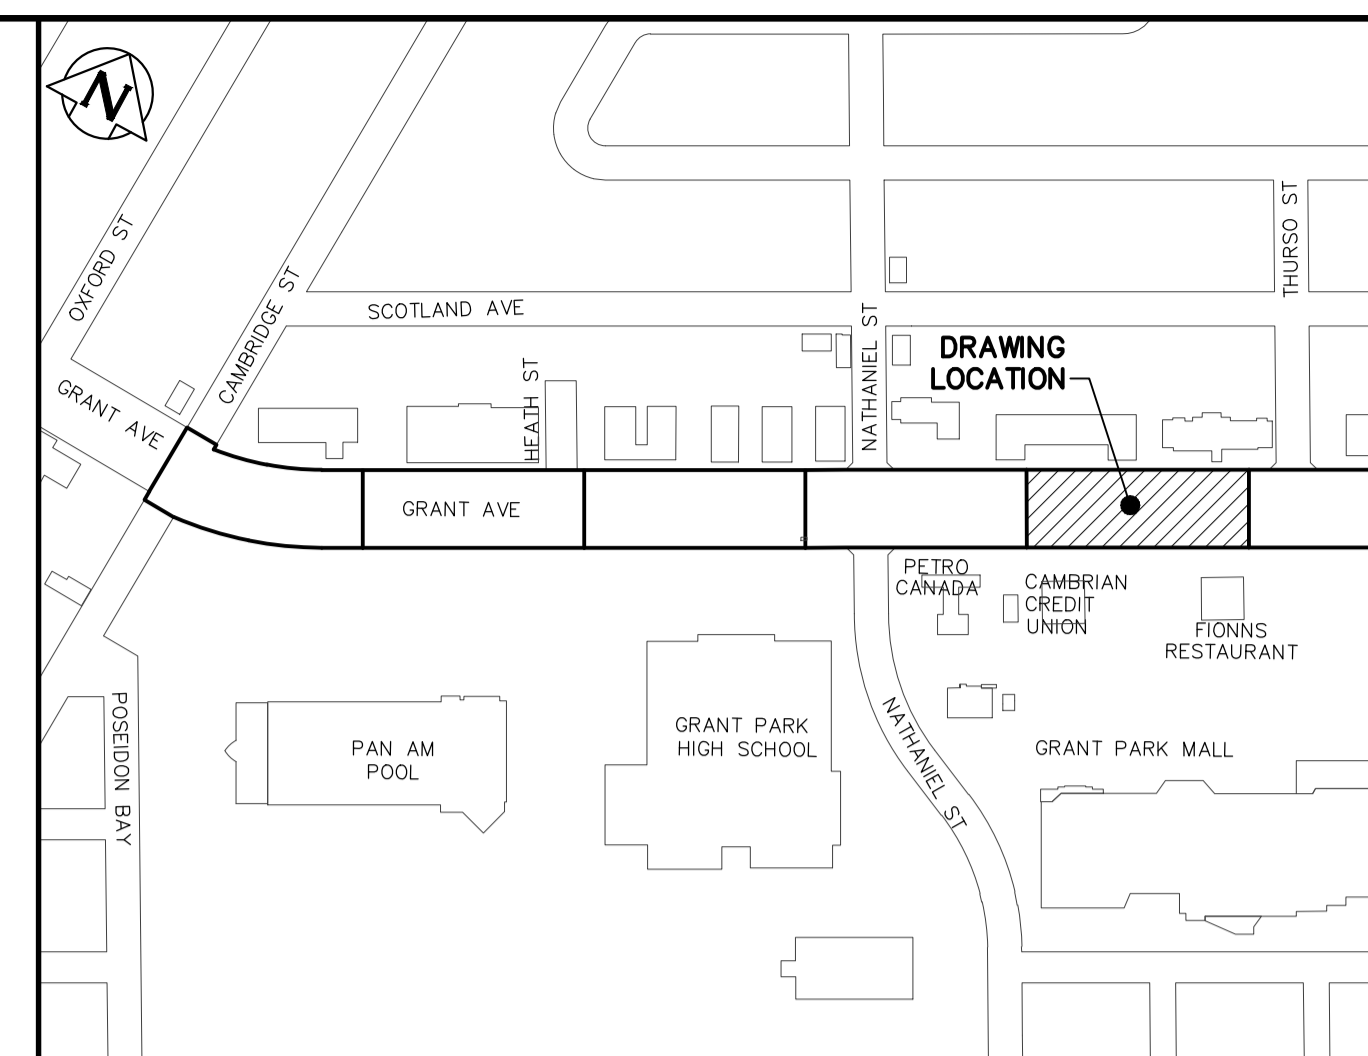 N
OXFORD ST
CAMBRIDGE ST
SCOTLAND AVE
THURSO ST
GRANT AVE
HEATH ST
NATHANIEL ST
DRAWING
LOCATION
GRANT AVE
PETRO
CANADA
CAMBRIAN
CREDIT
UNION
FIONNS
RESTAURANT
POSEIDON BAY
PAN AM
POOL
GRANT PARK
HIGH SCHOOL
NATHANIEL ST
GRANT PARK MALL